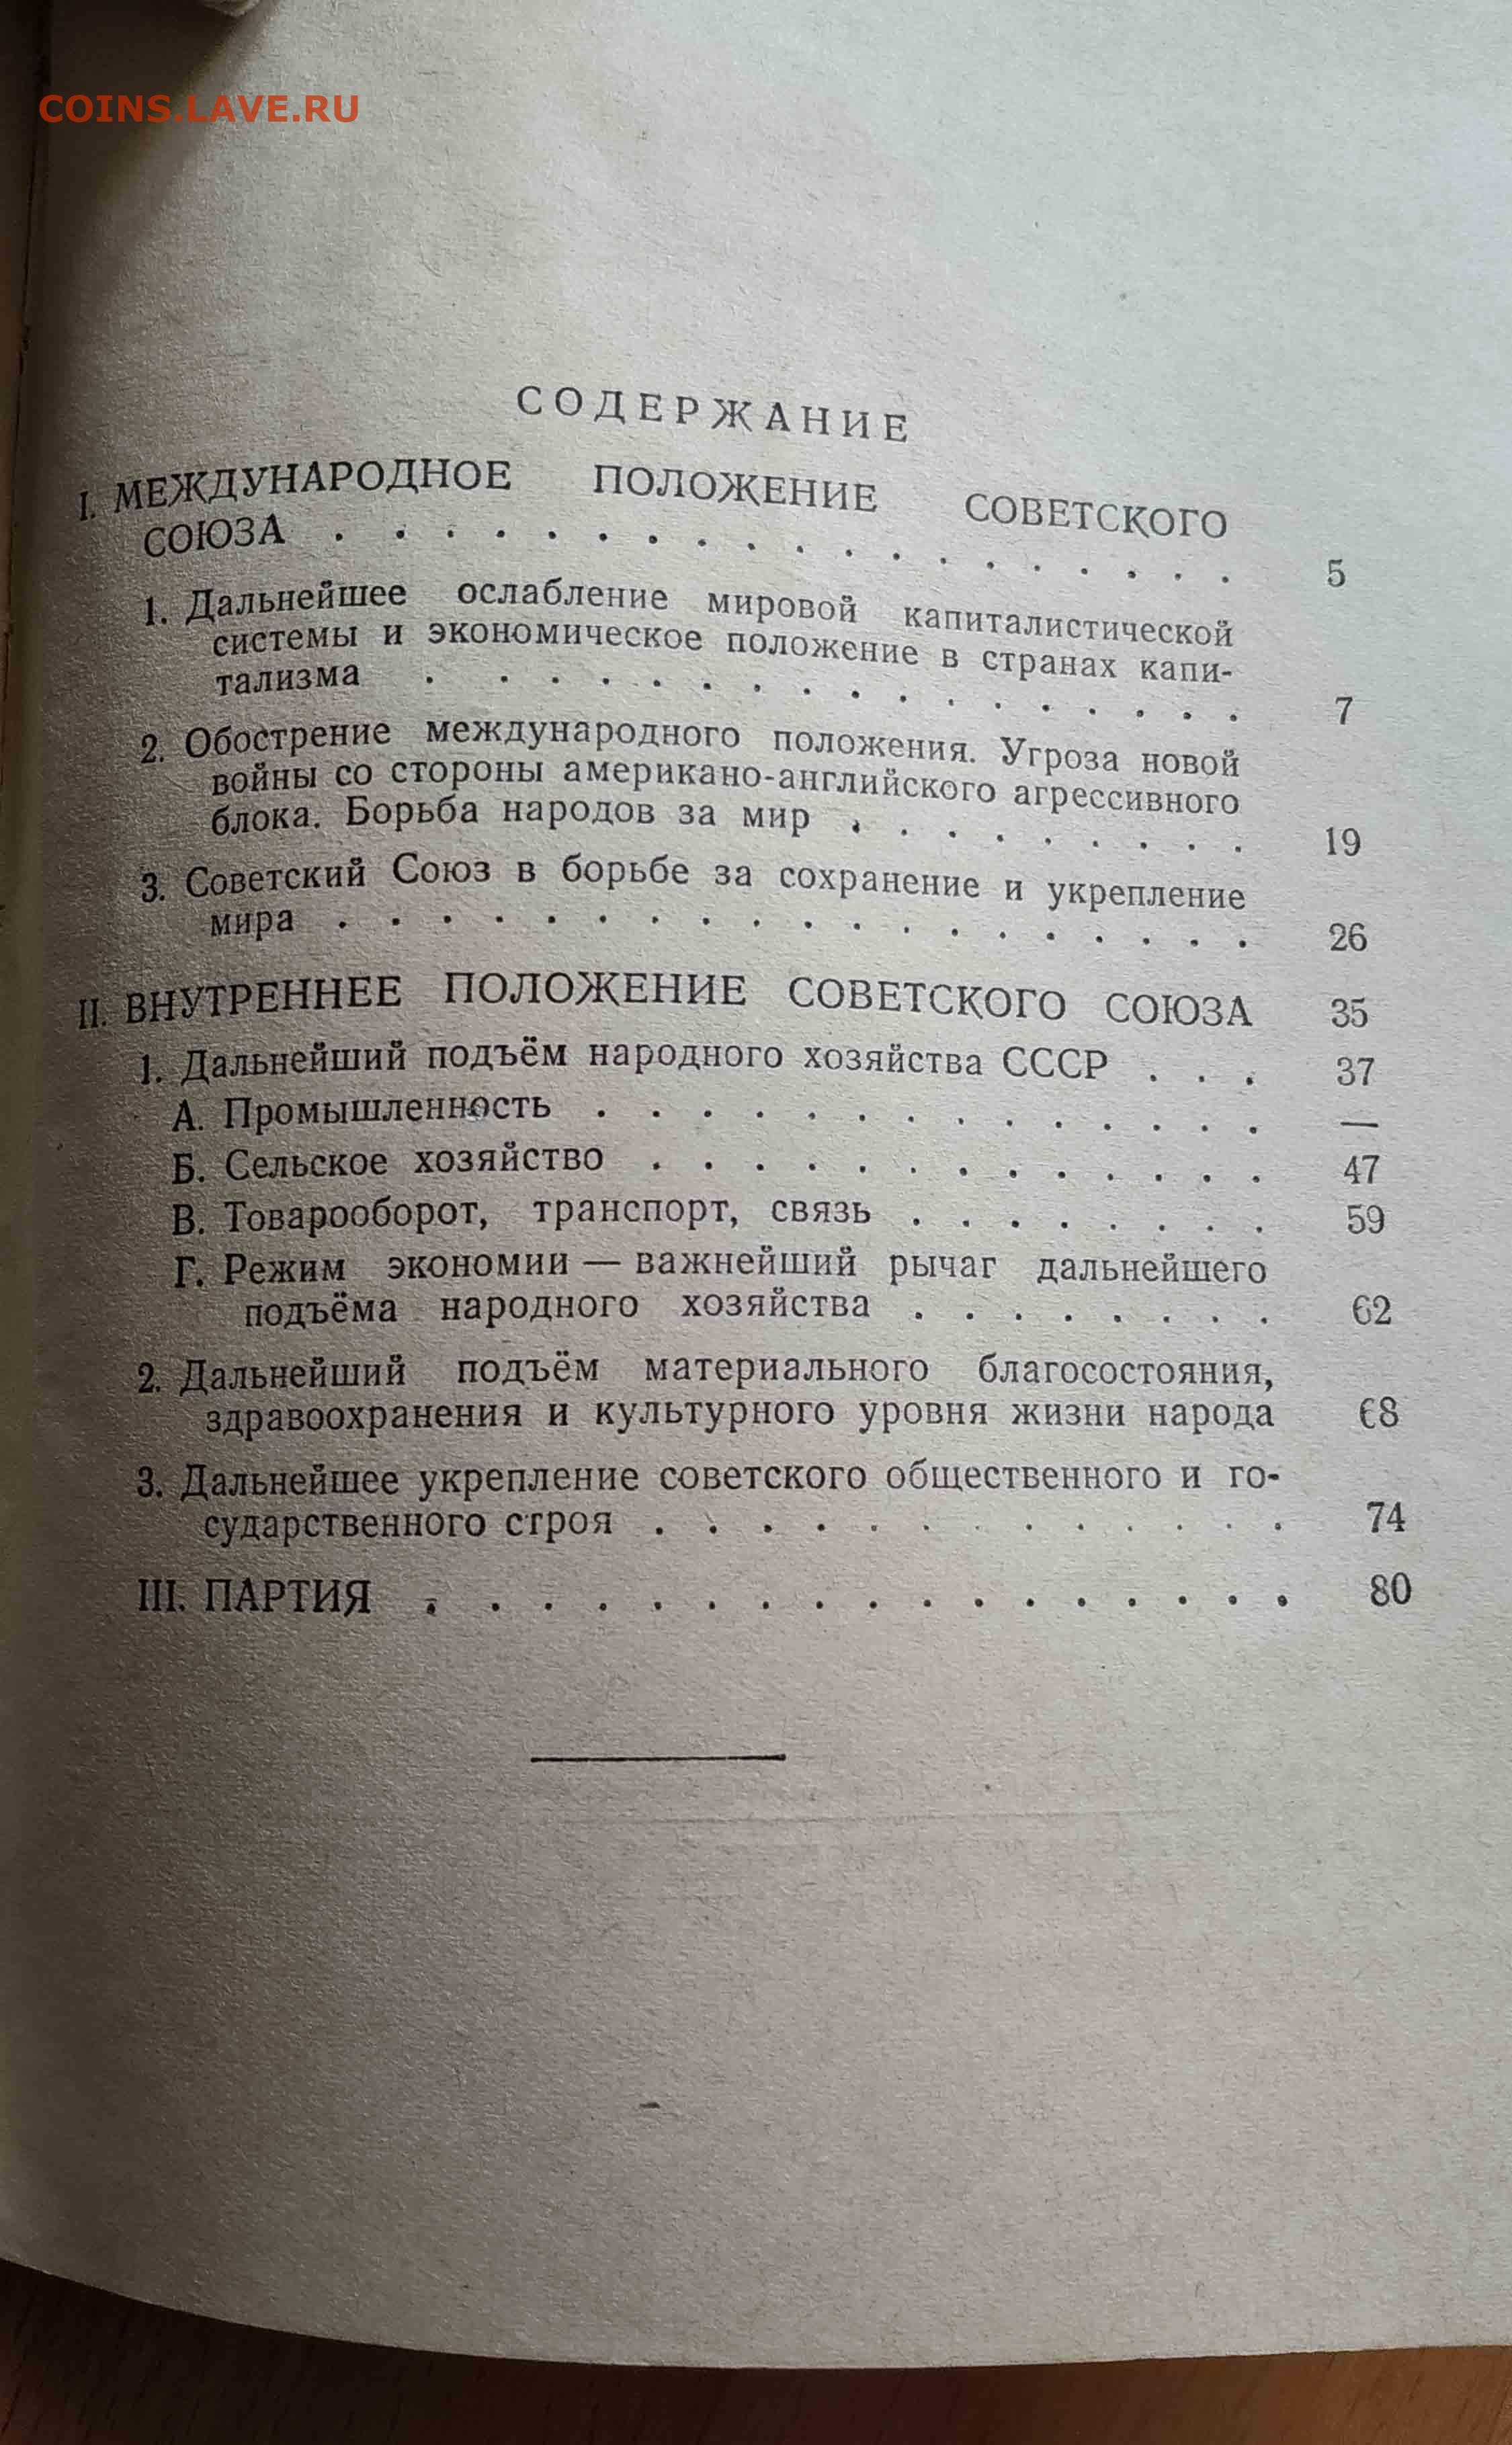 COINS.LAVE.RU
СОДЕРЖАНИЕ
I. МЕЖДУНАРОДНОЕ ПОЛОЖЕНИЕ СОВЕТСКОГО
СОЮЗА . . . . . . . . . . . . . . . . . . . 5
1. Дальнейшее ослабление мировой капиталистической
системы и экономическое положение в странах капи-
тализма . . . . . . . . . . . . . . . . . 7
2. Обострение международного положения. Угроза новой
войны со стороны американо-английского агрессивного
блока. Борьба народов за мир . . . . . . . . . 19
3. Советский Союз в борьбе за сохранение и укрепление
мира . . . . . . . . . . . . . . . . . . . 26
II. ВНУТРЕННЕЕ ПОЛОЖЕНИЕ СОВЕТСКОГО СОЮЗА 35
1. Дальнейший подъём народного хозяйства СССР . . . 37
А. Промышленность . . . . . . . . . . . . . . —
Б. Сельское хозяйство . . . . . . . . . . . . . 47
В. Товарооборот, транспорт, связь . . . . . . . . 59
Г. Режим экономии — важнейший рычаг дальнейшего
подъёма народного хозяйства . . . . . . . . 62
2. Дальнейший подъём материального благосостояния,
здравоохранения и культурного уровня жизни народа 68
3. Дальнейшее укрепление советского общественного и го-
сударственного строя . . . . . . . . . . . . 74
III. ПАРТИЯ . . . . . . . . . . . . . . . . . 80